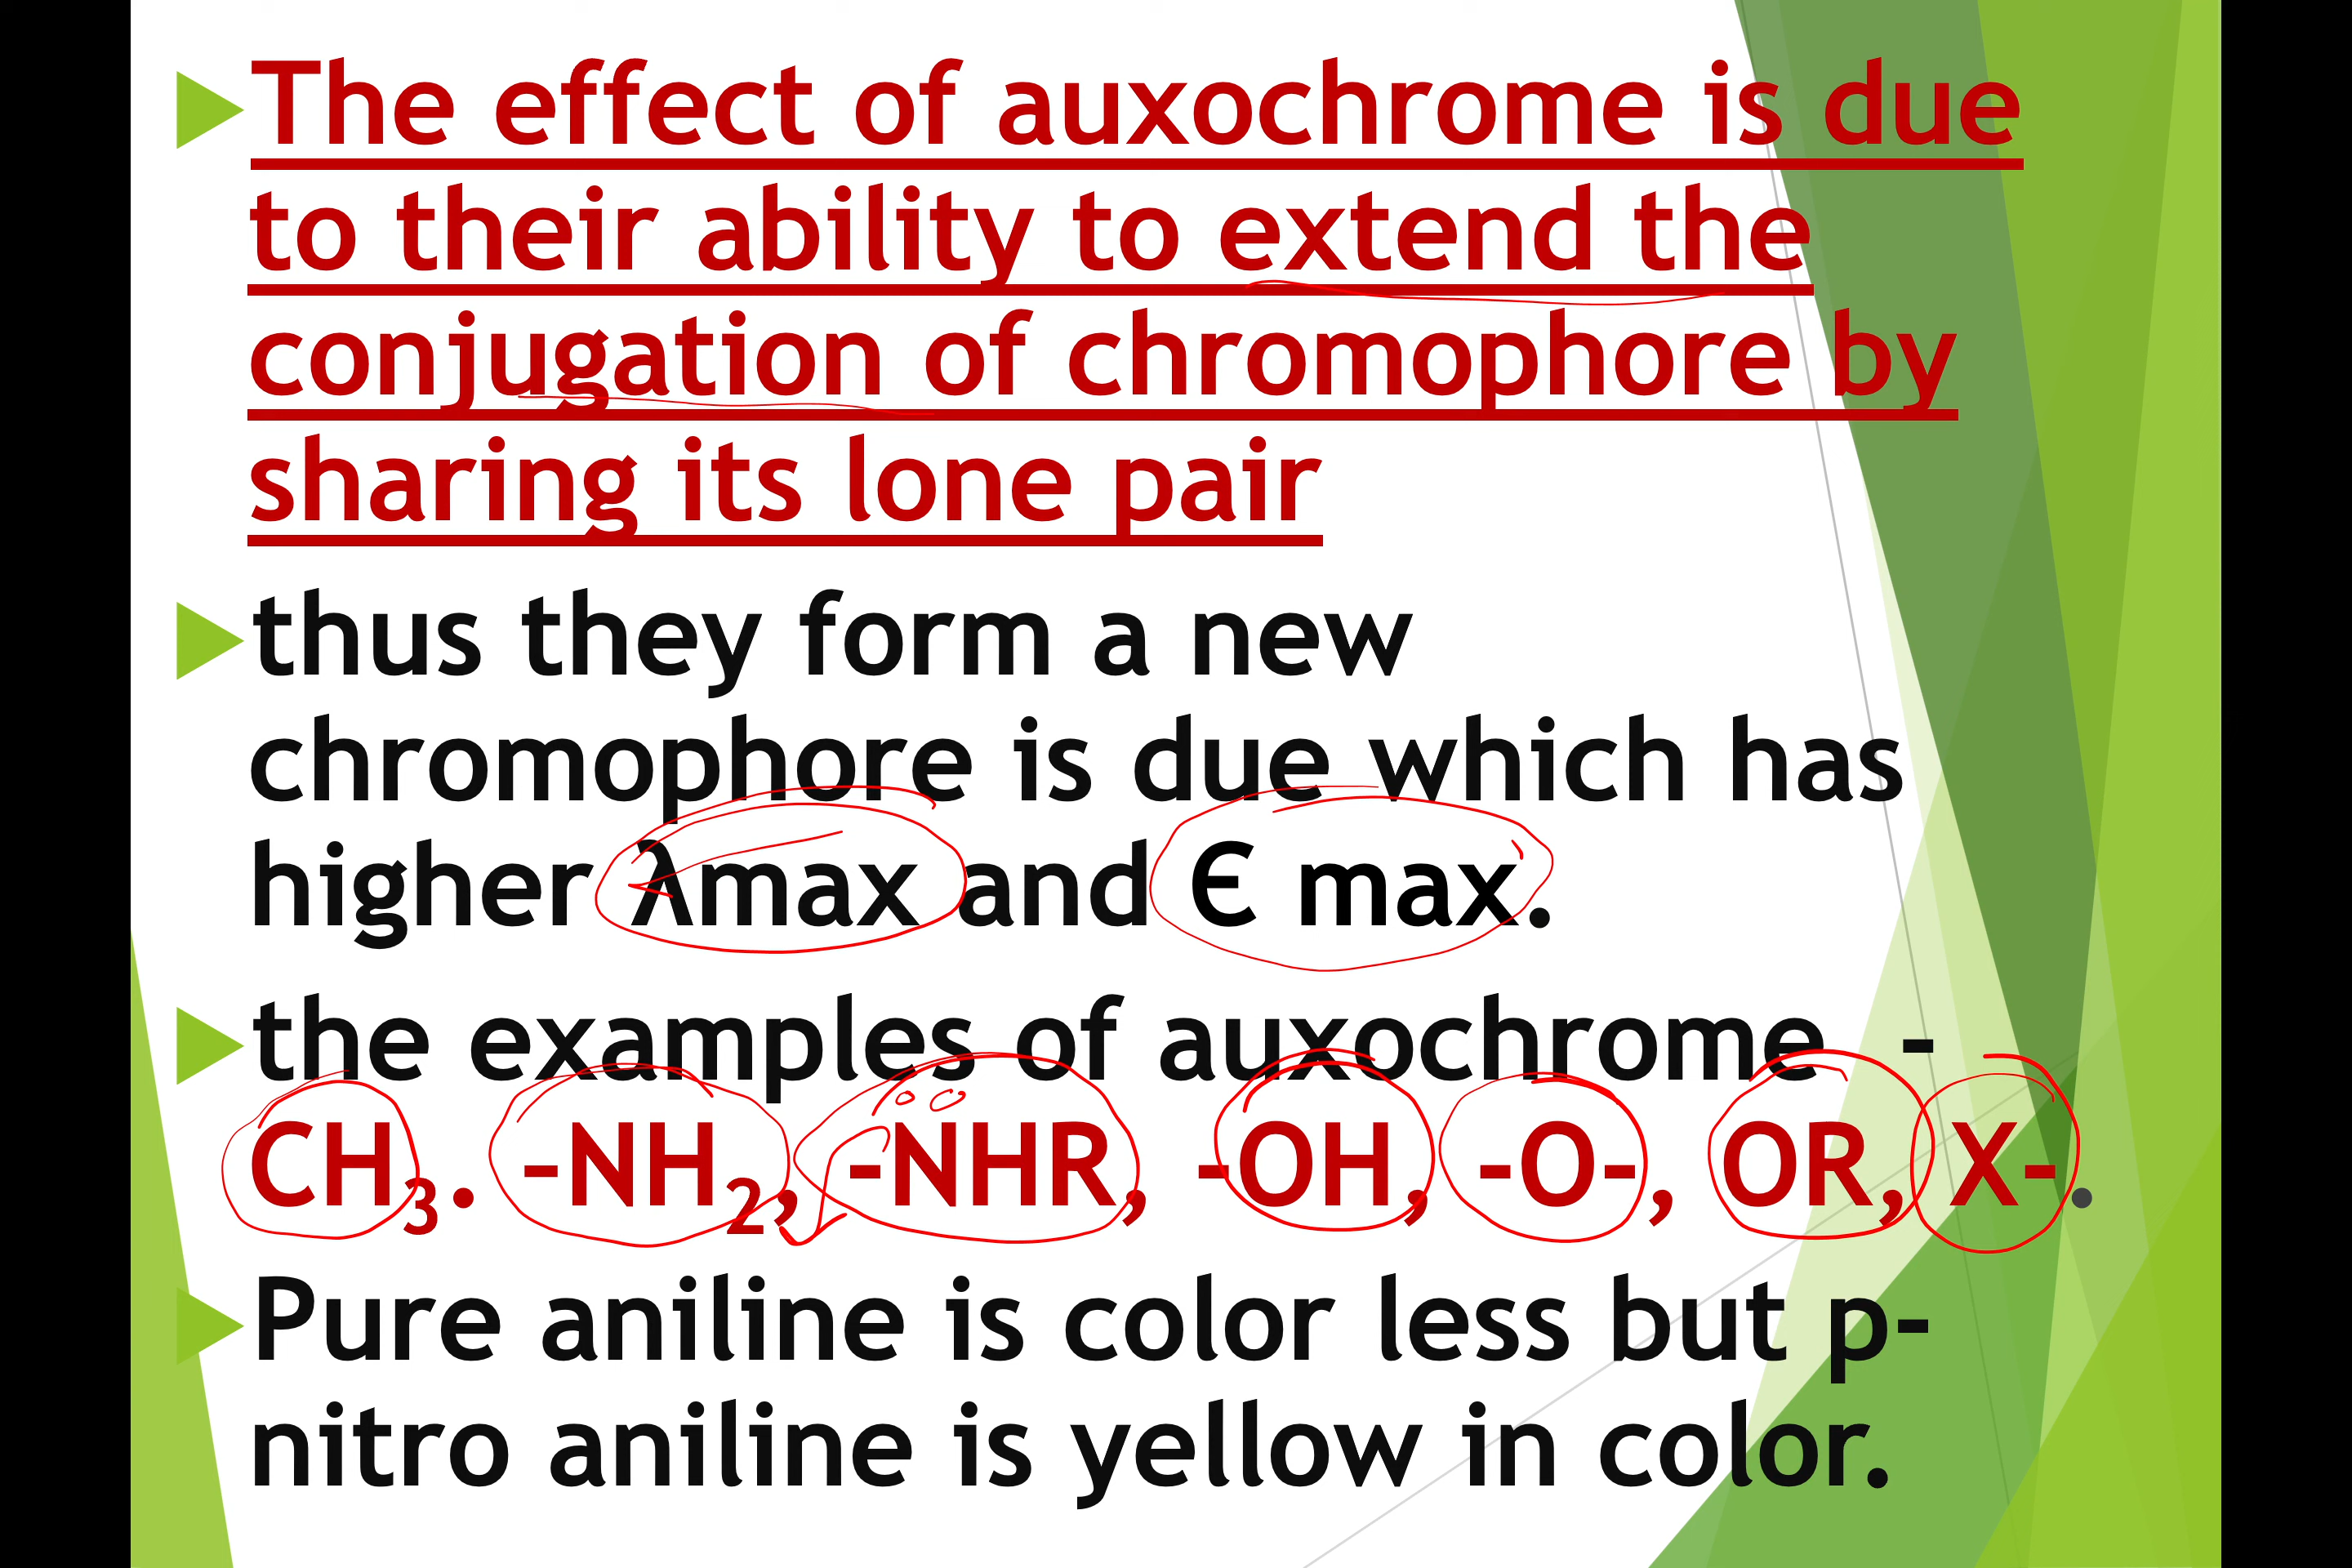 The effect of auxochrome is due
to their ability to extend the
conjugation of chromophore by
sharing its lone pair
thus they form a new
chromophore is due which has
higher λmax and Є max.
the examples of auxochrome -
CH₃. -NH₂, -NHR, -OH, -O-, OR, X-.
Pure aniline is color less but p-
nitro aniline is yellow in color.